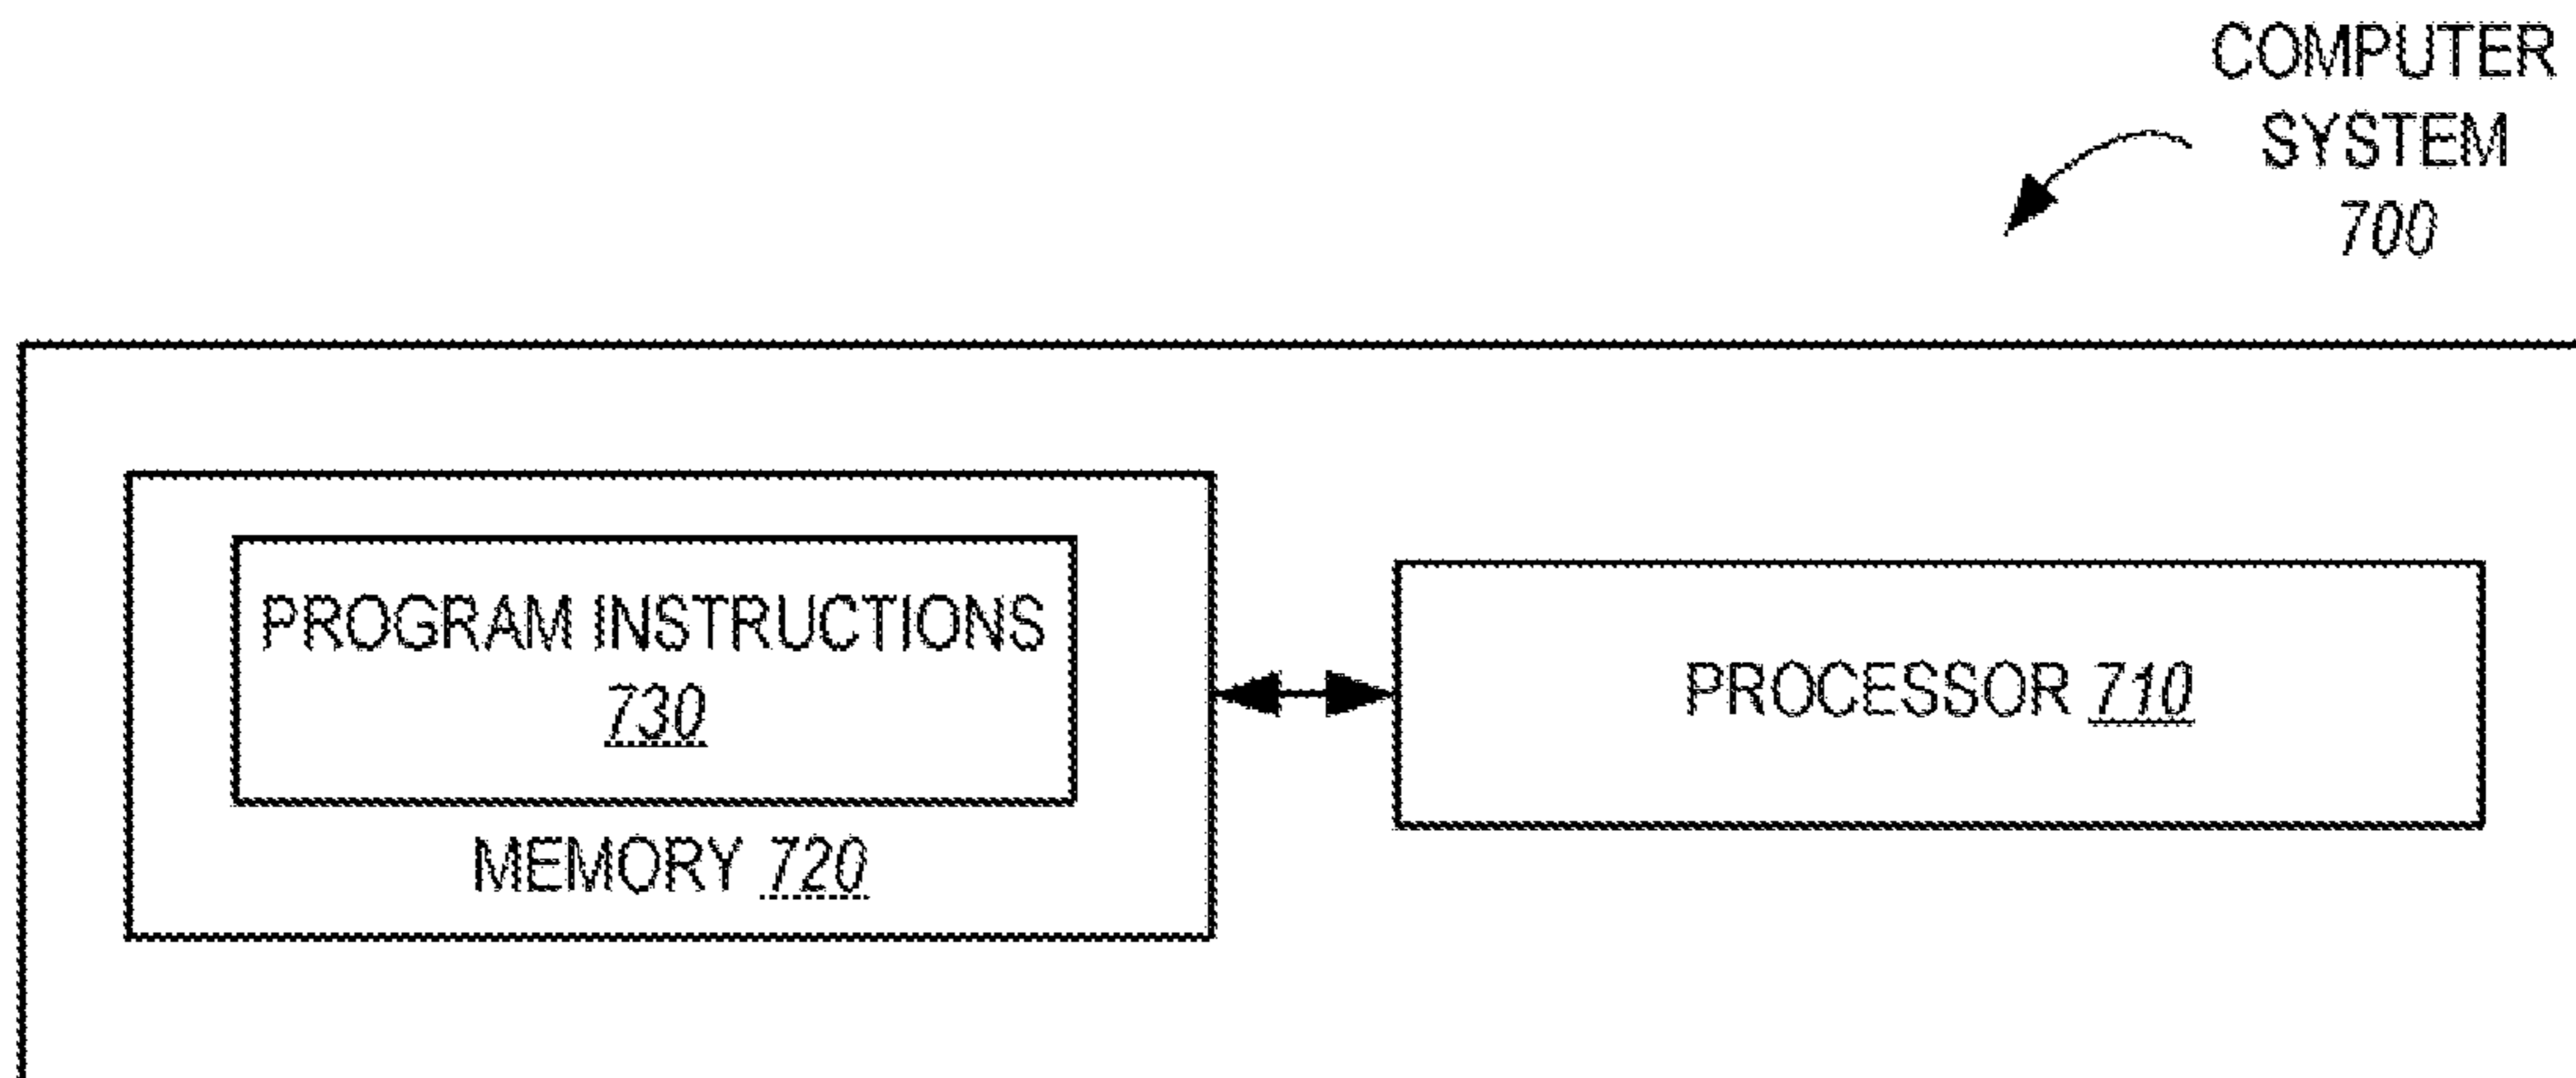 COMPUTER
SYSTEM
700
PROGRAM INSTRUCTIONS
730
MEMORY 720
PROCESSOR 710